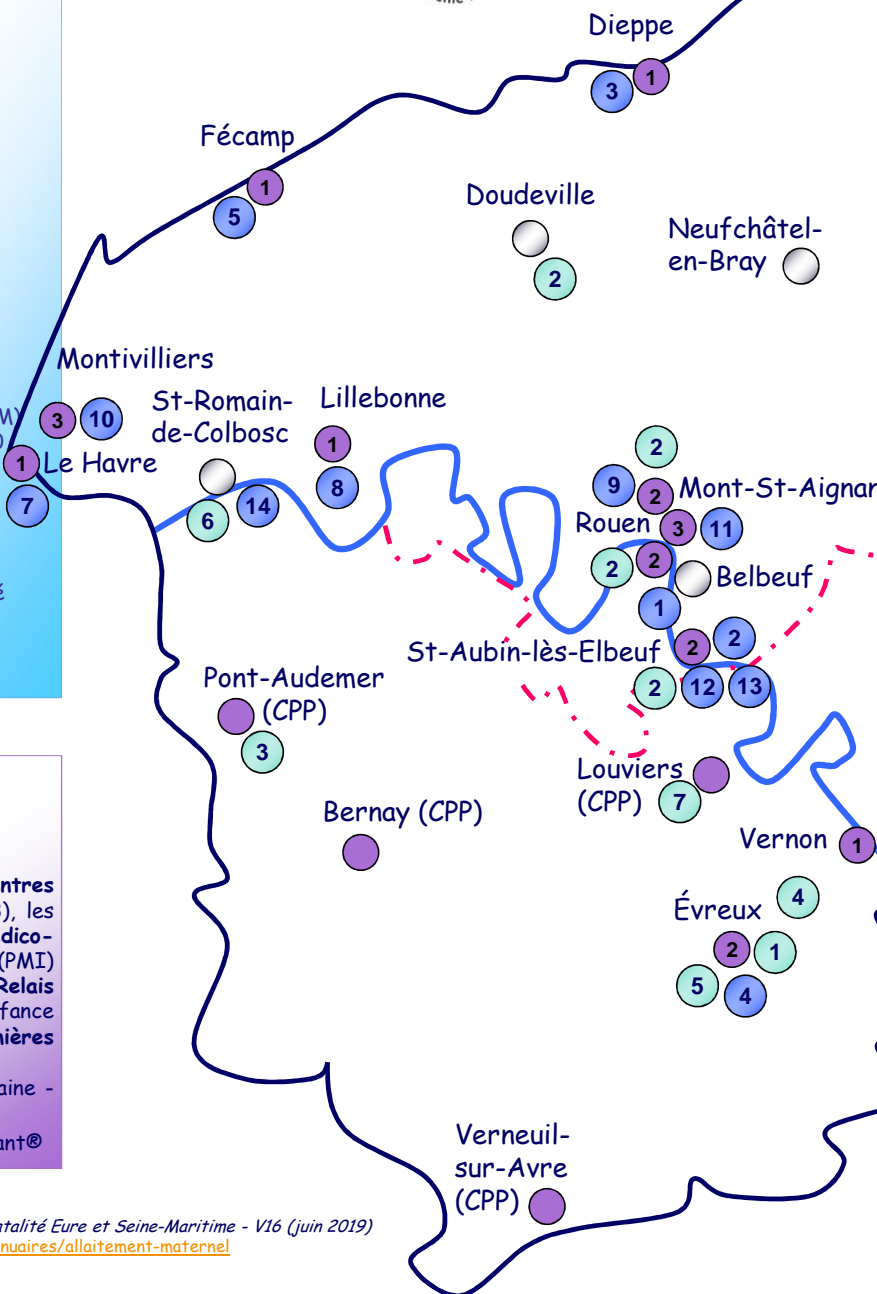 Dieppe
3
1
Fécamp
1
5
Doudeville
2
Neufchâtel-
en-Bray
Montivilliers
3
10
St-Romain-
de-Colbosc
Lillebonne
1
8
1
Le Havre
7
6
14
2
9
2
Mont-St-Aignan
Rouen
3
11
2
2
Belbeuf
1
St-Aubin-lès-Elbeuf
2
2
2
12
13
Pont-Audemer
(CPP)
3
Louviers
(CPP)
7
Bernay (CPP)
Vernon
1
4
Évreux
2
1
5
4
Verneuil-
sur-Avre
(CPP)
M)
é
ntres
), les
dico-
(PMI)
Relais
fance
ières
aine -
ant®
talité Eure et Seine-Maritime - V16 (juin 2019)
nuaires/allaitement-maternel